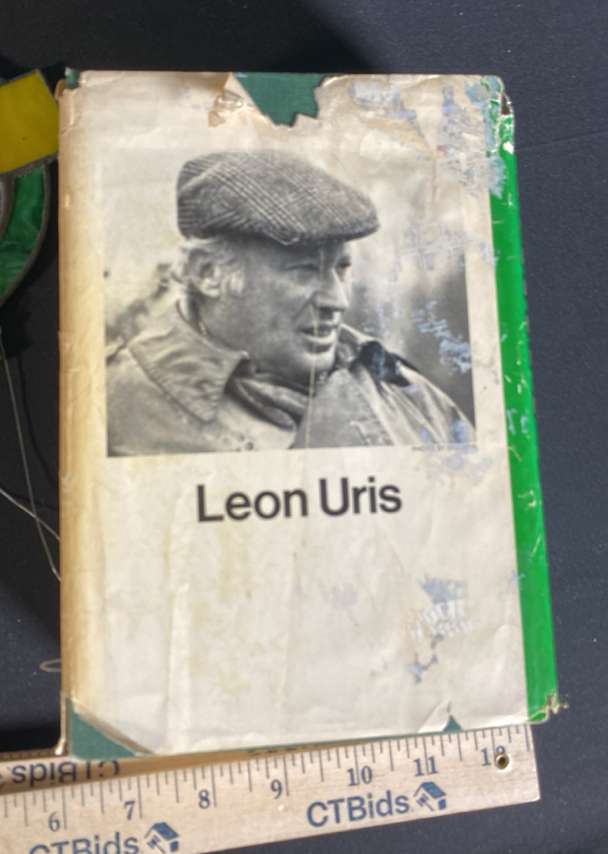 Leon Uris
CTBids
6 7 8 9 10 11 12
CTBids CTBids